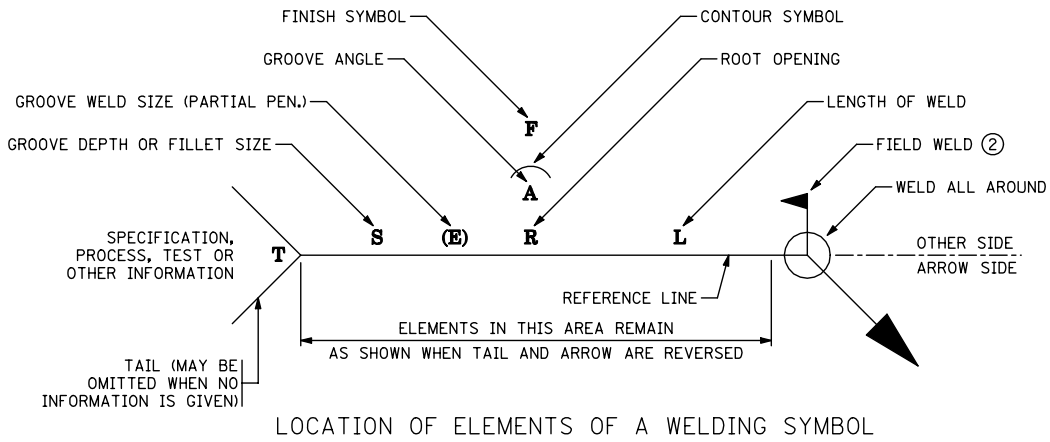 FINISH SYMBOL
CONTOUR SYMBOL
GROOVE ANGLE
ROOT OPENING
GROOVE WELD SIZE (PARTIAL PEN.)
LENGTH OF WELD
F
GROOVE DEPTH OR FILLET SIZE
FIELD WELD ②
A
WELD ALL AROUND
SPECIFICATION,
PROCESS, TEST OR
OTHER INFORMATION
T
S
(E)
R
L
OTHER SIDE
ARROW SIDE
REFERENCE LINE
ELEMENTS IN THIS AREA REMAIN
AS SHOWN WHEN TAIL AND ARROW ARE REVERSED
TAIL (MAY BE
OMITTED WHEN NO
INFORMATION IS GIVEN)
LOCATION OF ELEMENTS OF A WELDING SYMBOL